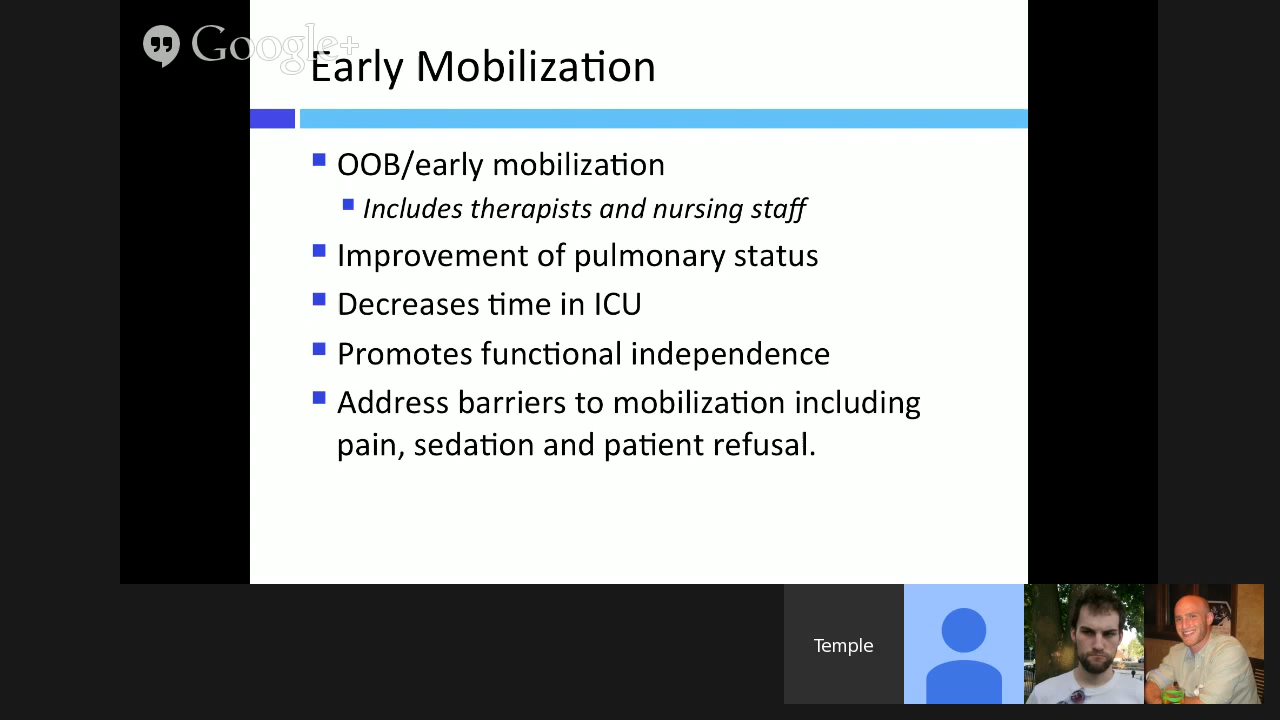 Google+
Early Mobilization
OOB/early mobilization
Includes therapists and nursing staff
Improvement of pulmonary status
Decreases time in ICU
Promotes functional independence
Address barriers to mobilization including
pain, sedation and patient refusal.
Temple